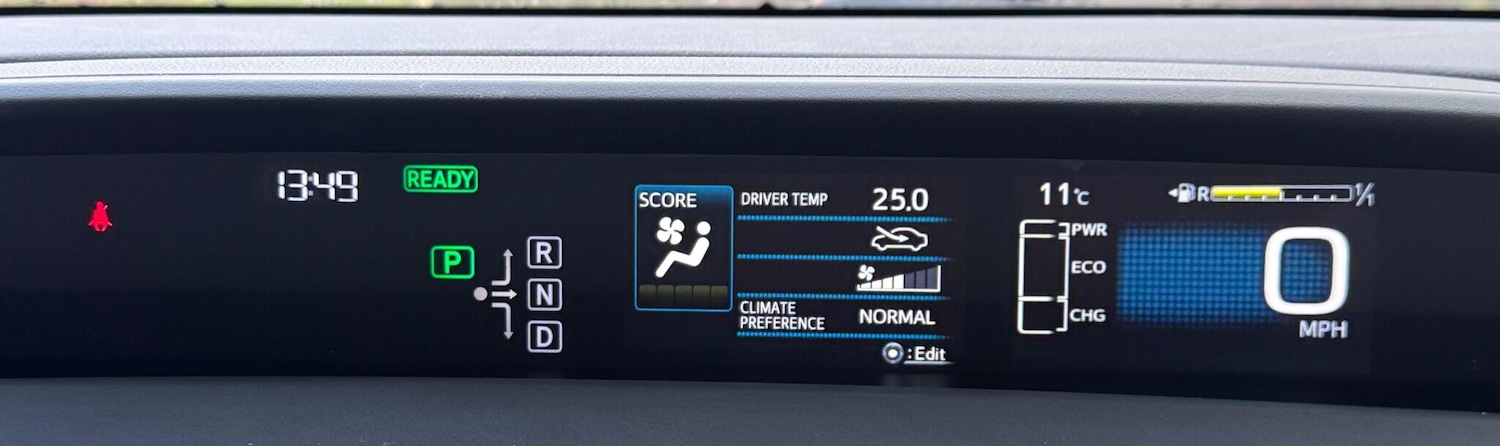 13:49
READY
P
R
N
D
SCORE
DRIVER TEMP 25.0
CLIMATE
PREFERENCE NORMAL
:Edit
11°C
R 1/1
PWR
ECO
CHG
0
MPH